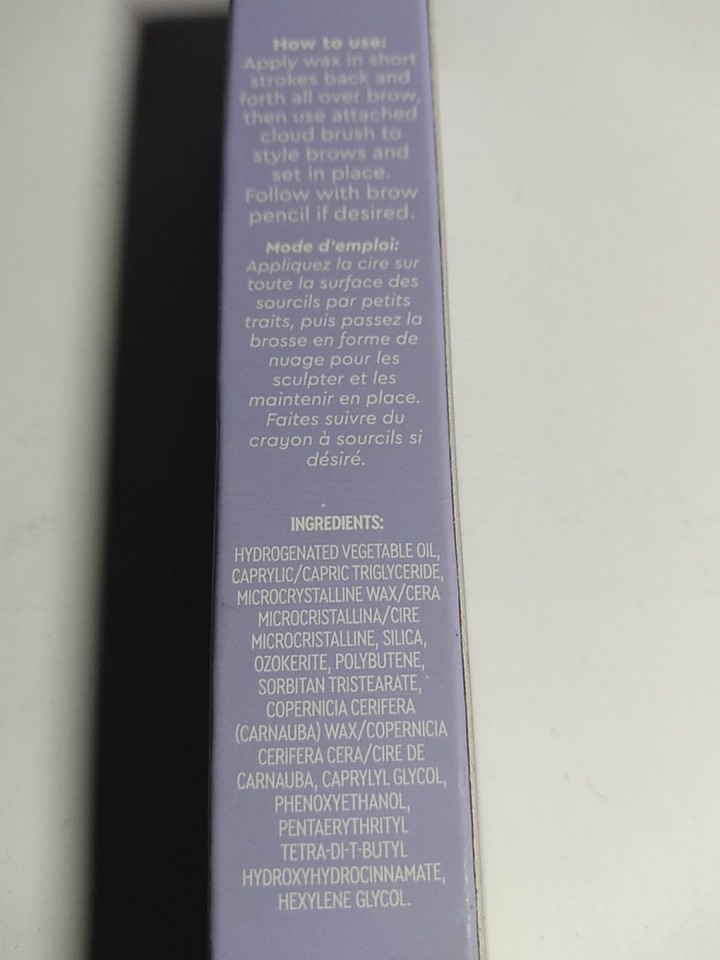 How to use:
Apply wax in short
strokes back and
forth all over brow,
then use attached
cloud brush to
style brows and
set in place.
Follow with brow
pencil if desired.
Mode d'emploi:
Appliquez la cire sur
toute la surface des
sourcils par petits
traits, puis passez la
brosse en forme de
nuage pour les
sculpter et les
maintenir en place.
Faites suivre du
crayon à sourcils si
désiré.
INGREDIENTS:
HYDROGENATED VEGETABLE OIL,
CAPRYLIC/CAPRIC TRIGLYCERIDE,
MICROCRYSTALLINE WAX/CERA
MICROCRISTALLINA/CIRE
MICROCRISTALLINE, SILICA,
OZOKERITE, POLYBUTENE,
SORBITAN TRISTEARATE,
COPERNICIA CERIFERA
(CARNAUBA) WAX/COPERNICIA
CERIFERA CERA/CIRE DE
CARNAUBA, CAPRYLYL GLYCOL,
PHENOXYETHANOL,
PENTAERYTHRITYL
TETRA-DI-T-BUTYL
HYDROXYHYDROCINNAMATE,
HEXYLENE GLYCOL.